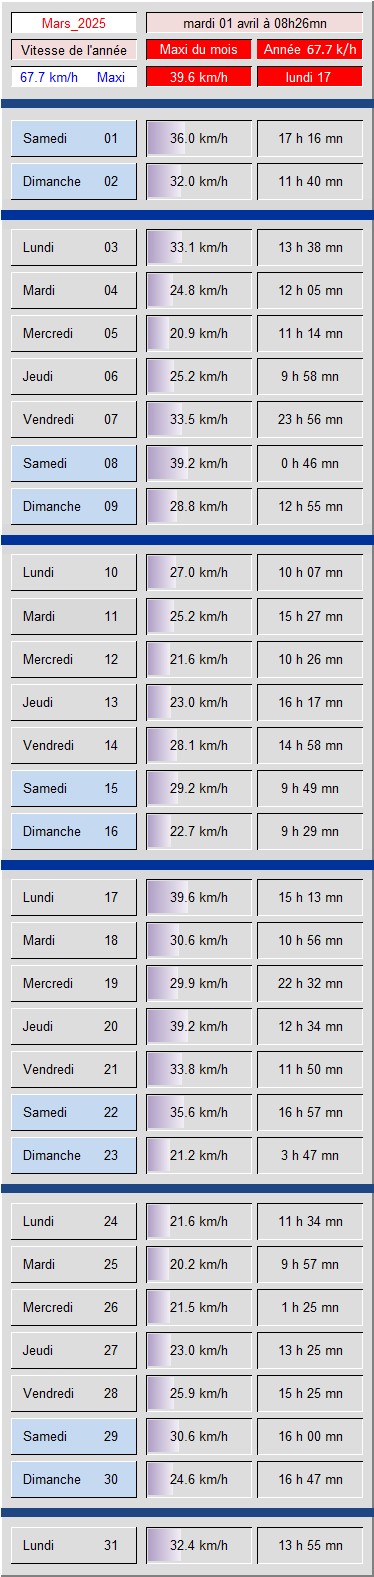 Mars_2025 mardi 01 avril à 08h26mn
Vitesse de l'année Maxi du mois Année 67.7 k/h
67.7 km/h Maxi 39.6 km/h lundi 17
Samedi 01 36.0 km/h 17 h 16 mn
Dimanche 02 32.0 km/h 11 h 40 mn
Lundi 03 33.1 km/h 13 h 38 mn
Mardi 04 24.8 km/h 12 h 05 mn
Mercredi 05 20.9 km/h 11 h 14 mn
Jeudi 06 25.2 km/h 9 h 58 mn
Vendredi 07 33.5 km/h 23 h 56 mn
Samedi 08 39.2 km/h 0 h 46 mn
Dimanche 09 28.8 km/h 12 h 55 mn
Lundi 10 27.0 km/h 10 h 07 mn
Mardi 11 25.2 km/h 15 h 27 mn
Mercredi 12 21.6 km/h 10 h 26 mn
Jeudi 13 23.0 km/h 16 h 17 mn
Vendredi 14 28.1 km/h 14 h 58 mn
Samedi 15 29.2 km/h 9 h 49 mn
Dimanche 16 22.7 km/h 9 h 29 mn
Lundi 17 39.6 km/h 15 h 13 mn
Mardi 18 30.6 km/h 10 h 56 mn
Mercredi 19 29.9 km/h 22 h 32 mn
Jeudi 20 39.2 km/h 12 h 34 mn
Vendredi 21 33.8 km/h 11 h 50 mn
Samedi 22 35.6 km/h 16 h 57 mn
Dimanche 23 21.2 km/h 3 h 47 mn
Lundi 24 21.6 km/h 11 h 34 mn
Mardi 25 20.2 km/h 9 h 57 mn
Mercredi 26 21.5 km/h 1 h 25 mn
Jeudi 27 23.0 km/h 13 h 25 mn
Vendredi 28 25.9 km/h 15 h 25 mn
Samedi 29 30.6 km/h 16 h 00 mn
Dimanche 30 24.6 km/h 16 h 47 mn
Lundi 31 32.4 km/h 13 h 55 mn